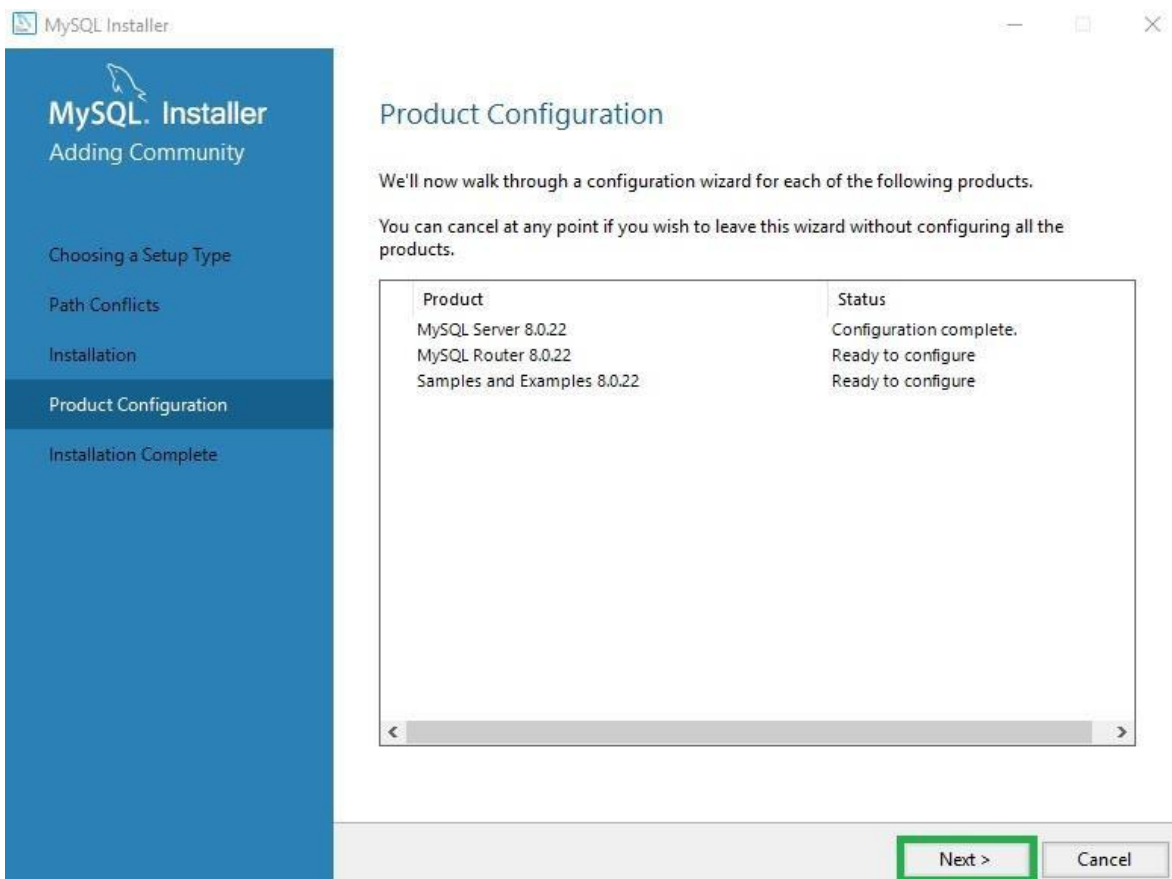 MySQL Installer
MySQL. Installer
Adding Community
Choosing a Setup Type
Path Conflicts
Installation
Product Configuration
Installation Complete
Product Configuration
We'll now walk through a configuration wizard for each of the following products.
You can cancel at any point if you wish to leave this wizard without configuring all the
products.
Product Status
MySQL Server 8.0.22 Configuration complete.
MySQL Router 8.0.22 Ready to configure
Samples and Examples 8.0.22 Ready to configure
Next > Cancel